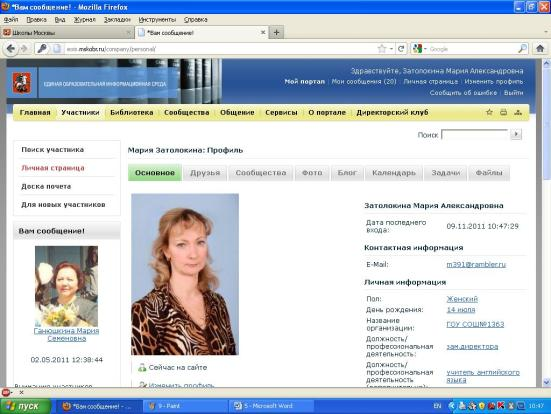 *Вам сообщение! - Mozilla Firefox
Файл Правка Вид Журнал Закладки Инструменты Справка
Школы Москвы
*Вам сообщение!
eois.mskobr.ru/company/personal/
Google
Здравствуйте, Затолокина Мария Александровна
Мой портал | Мои сообщения (20) | Личная страница | Изменить профиль
Сообщить об ошибке | Выйти
ЕДИНАЯ ОБРАЗОВАТЕЛЬНАЯ ИНФОРМАЦИОННАЯ СРЕДА
Главная Участники Библиотека Сообщества Общение Сервисы О портале Директорский клуб
Поиск
Поиск участника
Личная страница
Доска почета
Для новых участников
Вам сообщение!
Ганюшкина Мария
Семеновна
02.05.2011 12:38:44
Мария Затолокина: Профиль
Основное Друзья Сообщества Фото Блог Календарь Задачи Файлы
Сейчас на сайте
Изменить профиль
Затолокина Мария Александровна
Дата последнего входа: 09.11.2011 10:47:29
Контактная информация
E-Mail: m391@rambler.ru
Личная информация
Пол: Женский
День рождения: 14 июля
Название организации: ГОУ СОШ№1363
Должность/профессиональная деятельность: зам.директора
Должность/профессиональная деятельность учитель английского языка
пуск
*Вам сообщение! - ...
9 - Paint
5 - Microsoft Word
EN
10:47